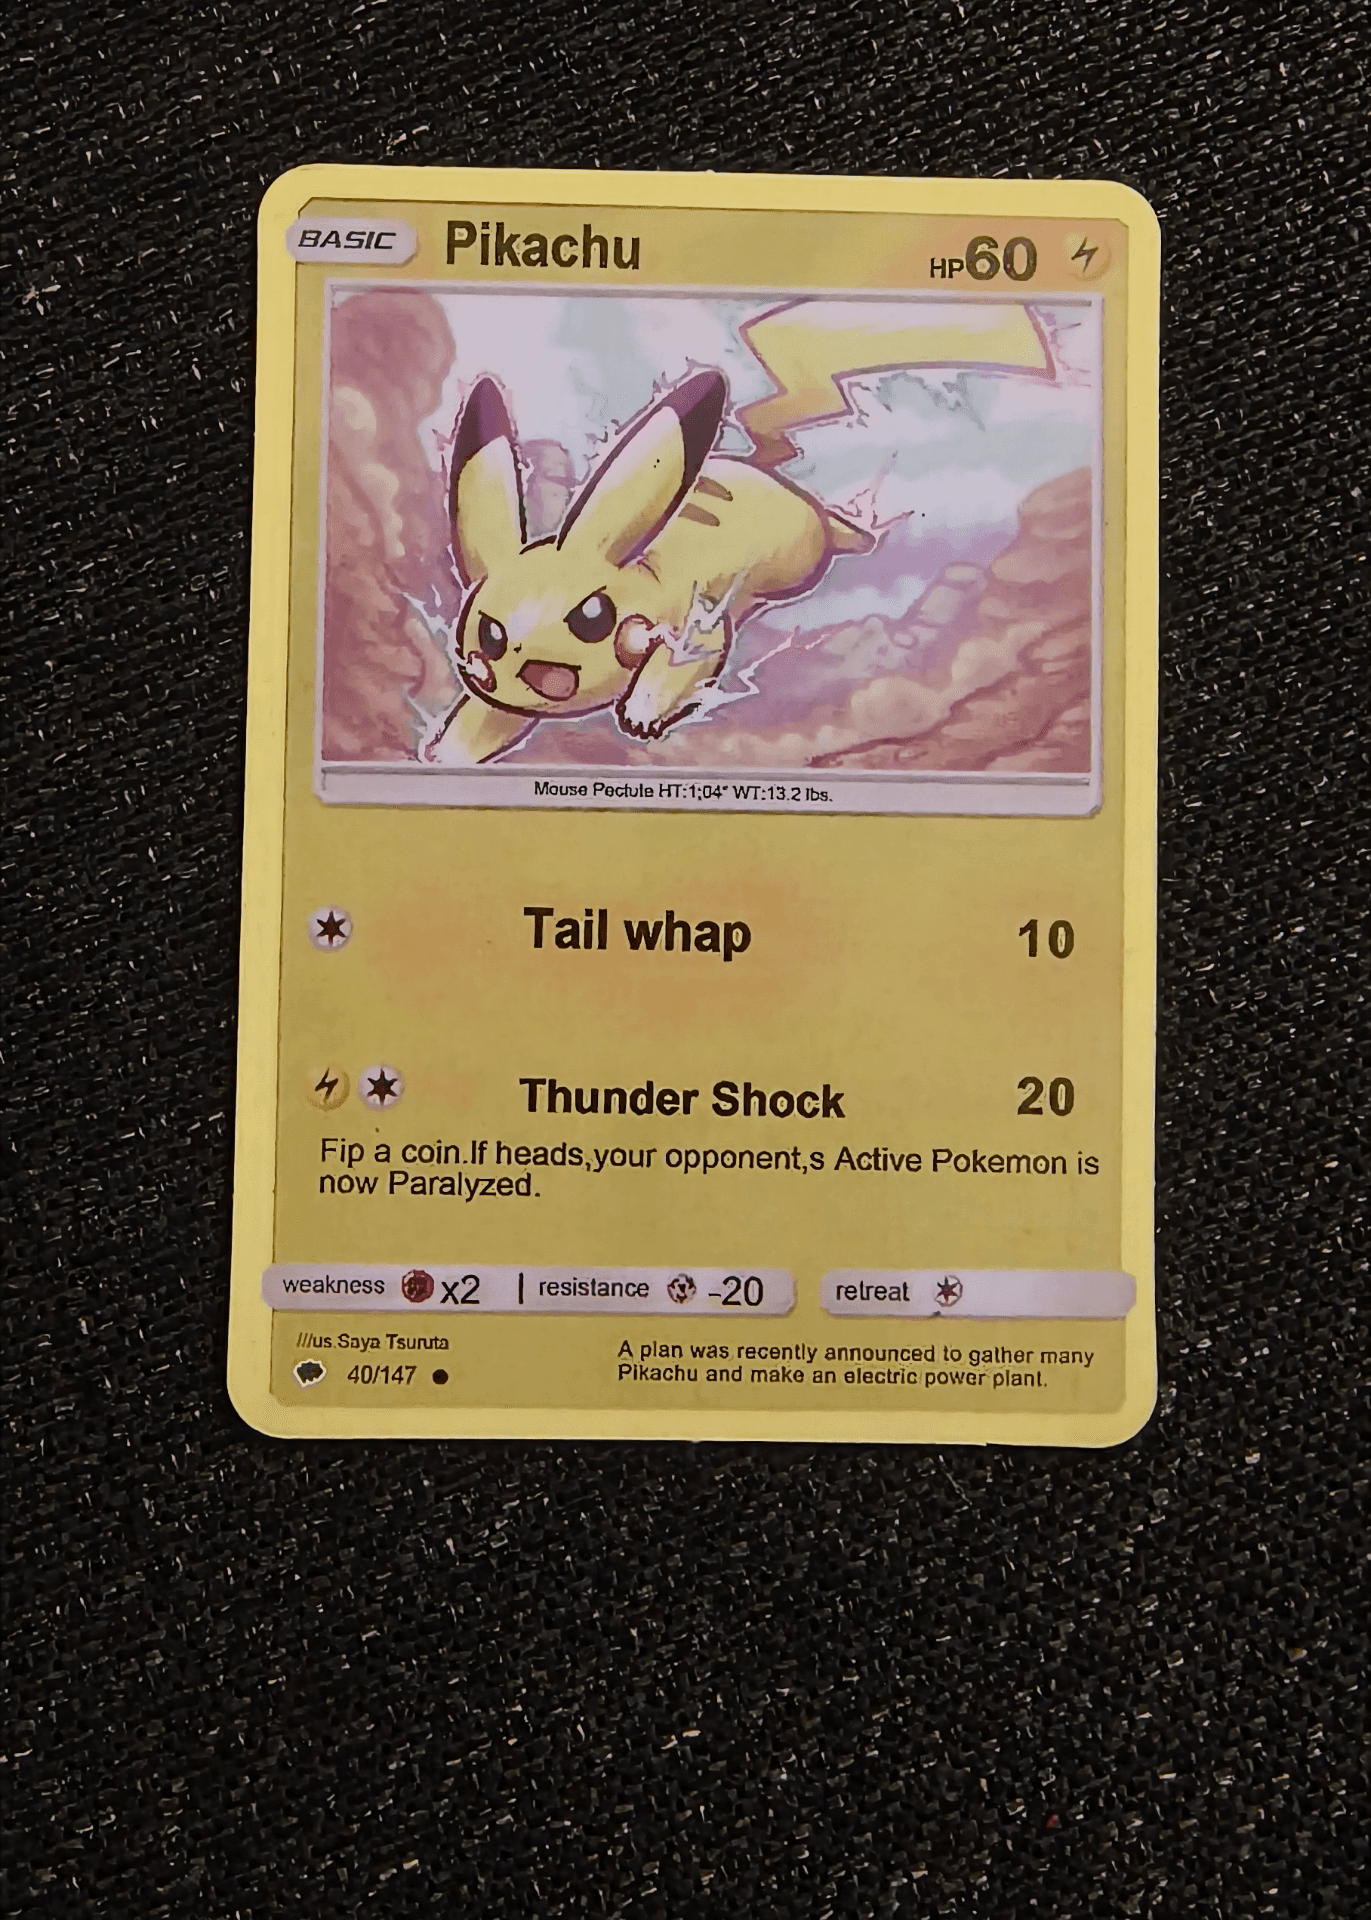 BASIC Pikachu HP60
Mouse Pectule HT:1;04" WT:13.2 lbs.
Tail whap 10
Thunder Shock 20
Fip a coin.If heads,your opponent,s Active Pokemon is
now Paralyzed.
weakness x2 | resistance -20 retreat
///us.Saya Tsuruta
40/147
A plan was recently announced to gather many
Pikachu and make an electric power plant.